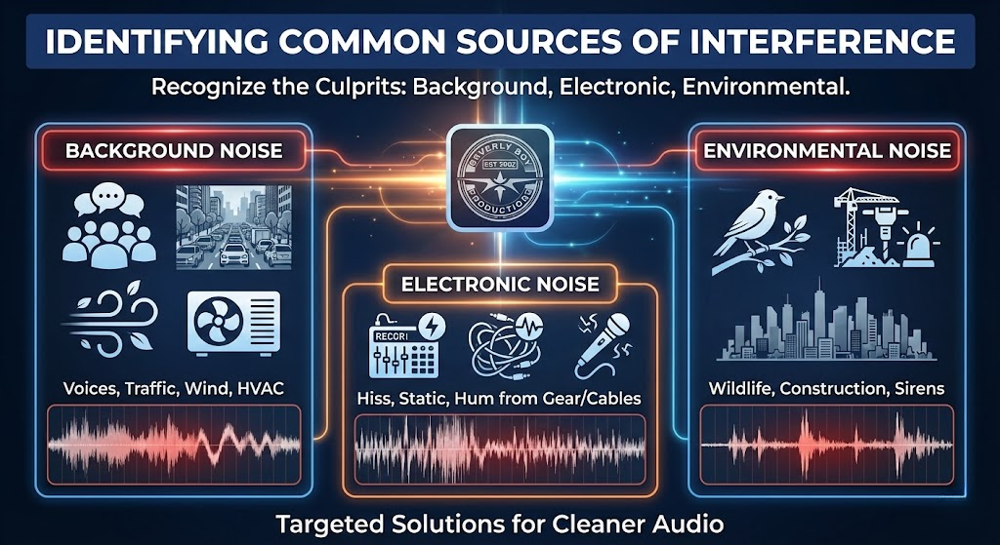 IDENTIFYING COMMON SOURCES OF INTERFERENCE
Recognize the Culprits: Background, Electronic, Environmental.
BACKGROUND NOISE
Voices, Traffic, Wind, HVAC
BEVERLY BOY
EST 2002
PRODUCTIOGE
ELECTRONIC NOISE
RECORI
Hiss, Static, Hum from Gear/Cables
ENVIRONMENTAL NOISE
Wildlife, Construction, Sirens
Targeted Solutions for Cleaner Audio